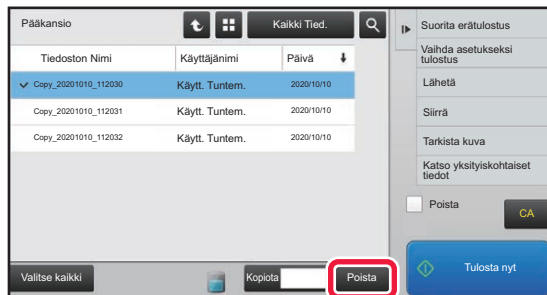 Pääkansio
Kaikki Tied.
Tiedoston Nimi
Käyttäjänimi
Päivä
Copy_20201010_112030
Käytt. Tuntem.
2020/10/10
Copy_20201010_112031
Käytt. Tuntem.
2020/10/10
Copy_20201010_112032
Käytt. Tuntem.
2020/10/10
Valitse kaikki
Kopiota
Poista
Suorita erätulostus
Vaihda asetukseksi
tulostus
Lähetä
Siirrä
Tarkista kuva
Katso yksityiskohtaiset
tiedot
Poista
CA
Tulosta nyt